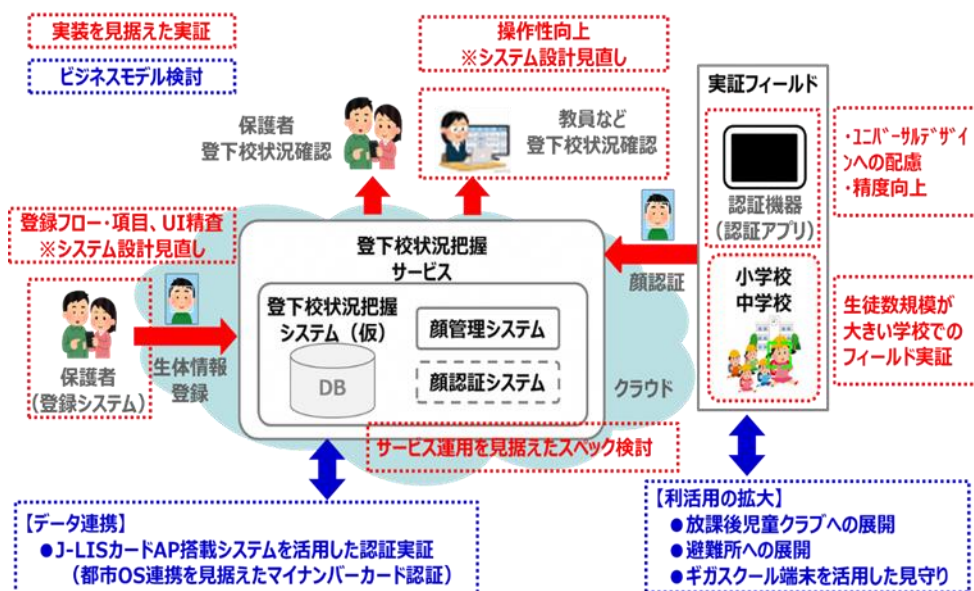 実装を見据えた実証
ビジネスモデル検討
操作性向上
※システム設計見直し
保護者
登下校状況確認
教員など
登下校状況確認
実証フィールド
認証機器
(認証アプリ)
・ユニバーサルデザイ
ンへの配慮
・精度向上
登録フロー・項目、UI精査
※システム設計見直し
保護者
(登録システム)
生体情報
登録
登下校状況把握
サービス
登下校状況把握
システム(仮)
DB
顔管理システム
顔認証システム
クラウド
顔認証
小学校
中学校
生徒数規模が
大きい学校での
フィールド実証
サービス運用を見据えたスペック検討
【データ連携】
●J-LISカードAP搭載システムを活用した認証実証
(都市OS連携を見据えたマイナンバーカード認証)
【利活用の拡大】
●放課後児童クラブへの展開
●避難所への展開
●ギガスクール端末を活用した見守り